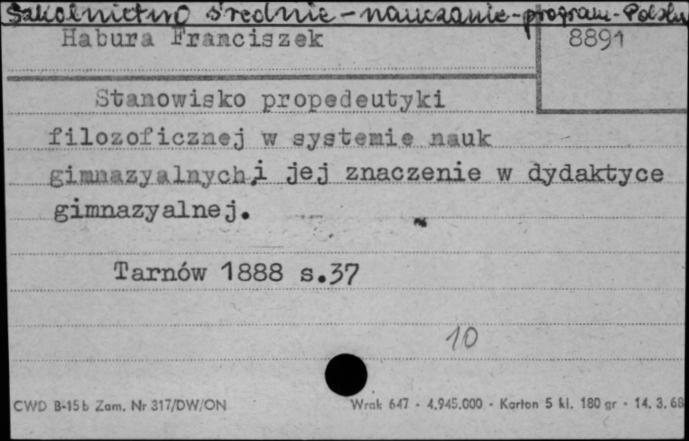 Szkolnictwo średnie - nauczanie - program - Polska
Habura Franciszek
8891
Stanowisko propedeutyki
filozoficznej w systemie nauk
gimnazyalnych,i jej znaczenie w dydaktyce
gimnazyalnej.
Tarnów 1888 s.37
10
CWD B-15b Zam. Nr 317/DW/ON
Wrak 647 - 4.945.000 - Karton 5 kl. 180 gr - 14. 3. 68